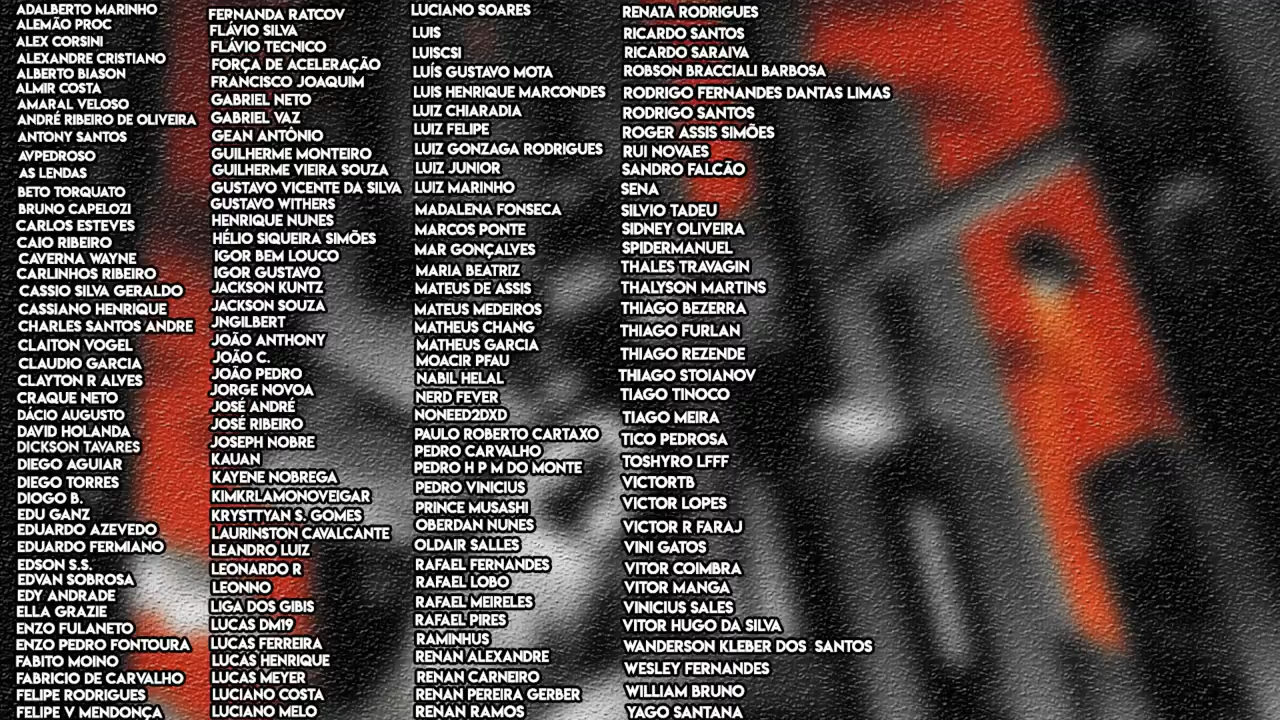 ADALBERTO MARINHO
ALEMÃO PROC
ALEX CORSINI
ALEXANDRE CRISTIANO
ALBERTO BIASON
ALMIR COSTA
AMARAL VELOSO
ANDRÉ RIBEIRO DE OLIVEIRA
ANTONY SANTOS
AVPEDROSO
AS LENDAS
BETO TORQUATO
BRUNO CAPELOZI
CARLOS ESTEVES
CAIO RIBEIRO
CAVERNA WAYNE
CARLINHOS RIBEIRO
CASSIO SILVA GERALDO
CASSIANO HENRIQUE
CHARLES SANTOS ANDRE
CLAITON VOGEL
CLAUDIO GARCIA
CLAYTON R ALVES
CRAQUE NETO
DÁCIO AUGUSTO
DAVID HOLANDA
DICKSON TAVARES
DIEGO AGUIAR
DIEGO TORRES
DIOGO B.
EDU GANZ
EDUARDO AZEVEDO
EDUARDO FERMIANO
EDSON S.S.
EDVAN SOBROSA
EDY ANDRADE
ELLA GRAZIE
ENZO FULANETO
ENZO PEDRO FONTOURA
FABITO MOINO
FABRICIO DE CARVALHO
FELIPE RODRIGUES
FELIPE V MENDONÇA
FERNANDA RATCOV
FLÁVIO SILVA
FLÁVIO TECNICO
FORÇA DE ACELERAÇÃO
FRANCISCO JOAQUIM
GABRIEL NETO
GABRIEL VAZ
GEAN ANTÔNIO
GUILHERME MONTEIRO
GUILHERME VIEIRA SOUZA
GUSTAVO VICENTE DA SILVA
GUSTAVO WITHERS
HENRIQUE NUNES
HÉLIO SIQUEIRA SIMÕES
IGOR BEM LOUCO
IGOR GUSTAVO
JACKSON KUNTZ
JACKSON SOUZA
JNGILBERT
JOÃO ANTHONY
JOÃO C.
JOÃO PEDRO
JORGE NOVOA
JOSÉ ANDRÉ
JOSÉ RIBEIRO
JOSEPH NOBRE
KAUAN
KAYENE NOBREGA
KIMKRLAMONOVEIGAR
KRYSTTYAN S. GOMES
LAURINSTON CAVALCANTE
LEANDRO LUIZ
LEONARDO R
LEONNO
LIGA DOS GIBIS
LUCAS DM19
LUCAS FERREIRA
LUCAS HENRIQUE
LUCAS MEYER
LUCIANO COSTA
LUCIANO MELO
LUCIANO SOARES
LUIS
LUISCSI
LUÍS GUSTAVO MOTA
LUIS HENRIQUE MARCONDES
LUIZ CHIARADIA
LUIZ FELIPE
LUIZ GONZAGA RODRIGUES
LUIZ JUNIOR
LUIZ MARINHO
MADALENA FONSECA
MARCOS PONTE
MAR GONÇALVES
MARIA BEATRIZ
MATEUS DE ASSIS
MATEUS MEDEIROS
MATHEUS CHANG
MATHEUS GARCIA
MOACIR PFAU
NABIL HELAL
NERD FEVER
NONEED2DXD
PAULO ROBERTO CARTAXO
PEDRO CARVALHO
PEDRO H P M DO MONTE
PEDRO VINICIUS
PRINCE MUSASHI
OBERDAN NUNES
OLDAIR SALLES
RAFAEL FERNANDES
RAFAEL LOBO
RAFAEL MEIRELES
RAFAEL PIRES
RAMINHUS
RENAN ALEXANDRE
RENAN CARNEIRO
RENAN PEREIRA GERBER
RENAN RAMOS
RENATA RODRIGUES
RICARDO SANTOS
RICARDO SARAIVA
ROBSON BRACCIALI BARBOSA
RODRIGO FERNANDES DANTAS LIMAS
RODRIGO SANTOS
ROGER ASSIS SIMÕES
RUI NOVAES
SANDRO FALCÃO
SENA
SILVIO TADEU
SIDNEY OLIVEIRA
SPIDERMANUEL
THALES TRAVAGIN
THALYSON MARTINS
THIAGO BEZERRA
THIAGO FURLAN
THIAGO REZENDE
THIAGO STOIANOV
TIAGO TINOCO
TIAGO MEIRA
TICO PEDROSA
TOSHYRO LFFF
VICTORTB
VICTOR LOPES
VICTOR R FARAJ
VINI GATOS
VITOR COIMBRA
VITOR MANGA
VINICIUS SALES
VITOR HUGO DA SILVA
WANDERSON KLEBER DOS SANTOS
WESLEY FERNANDES
WILLIAM BRUNO
YAGO SANTANA